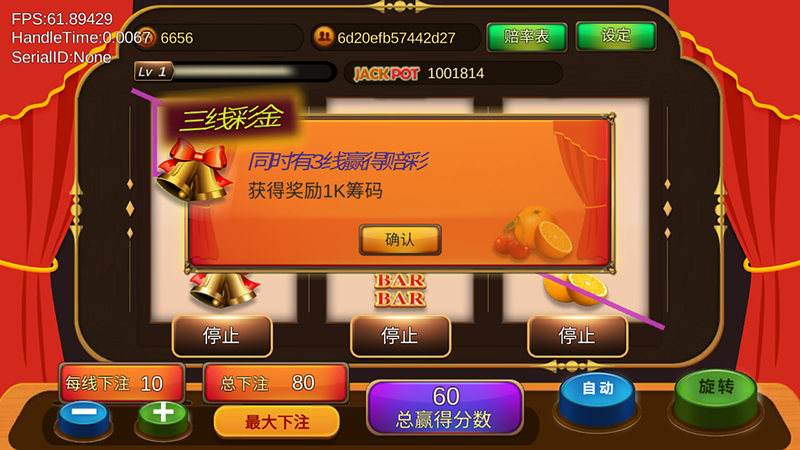 FPS:61.89429
HandleTime:0.0067
SerialID:None
6656
6d20efb57442d27
赔率表
设定
Lv 1
JACKPOT 1001814
三线彩金
同时有3线赢得赔彩
获得奖励1K筹码
确认
BAR
BAR
停止
停止
停止
每线下注 10
总下注 80
60
总赢得分数
最大下注
自动
旋转